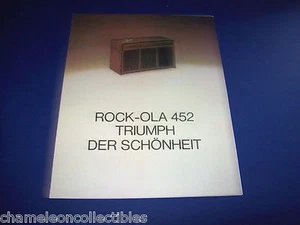 ROCK-OLA 452
TRIUMPH
DER SCHÖNHEIT
chameleoncollectibles